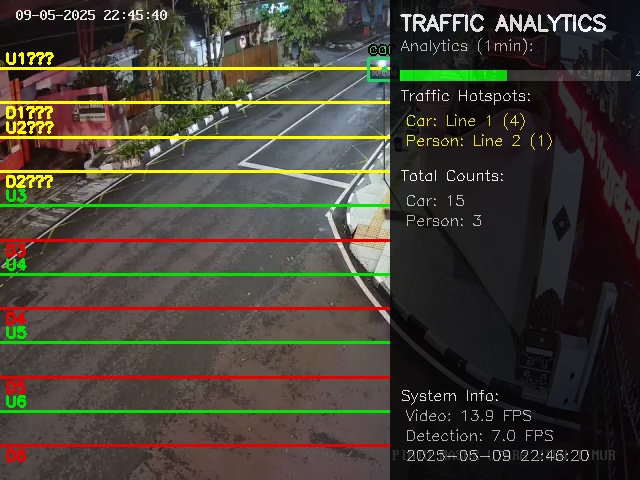 09-05-2025 22:45:40
TRAFFIC ANALYTICS
Analytics (1min):
U1???
car
4
D1???
U2???
Traffic Hotspots:
Car: Line 1 (4)
Person: Line 2 (1)
D2???
U3
Total Counts:
Car: 15
Person: 3
D3
U4
D4
U5
D5
U6
D6
System Info:
Video: 13.9 FPS
Detection: 7.0 FPS
2025-05-09 22:46:20